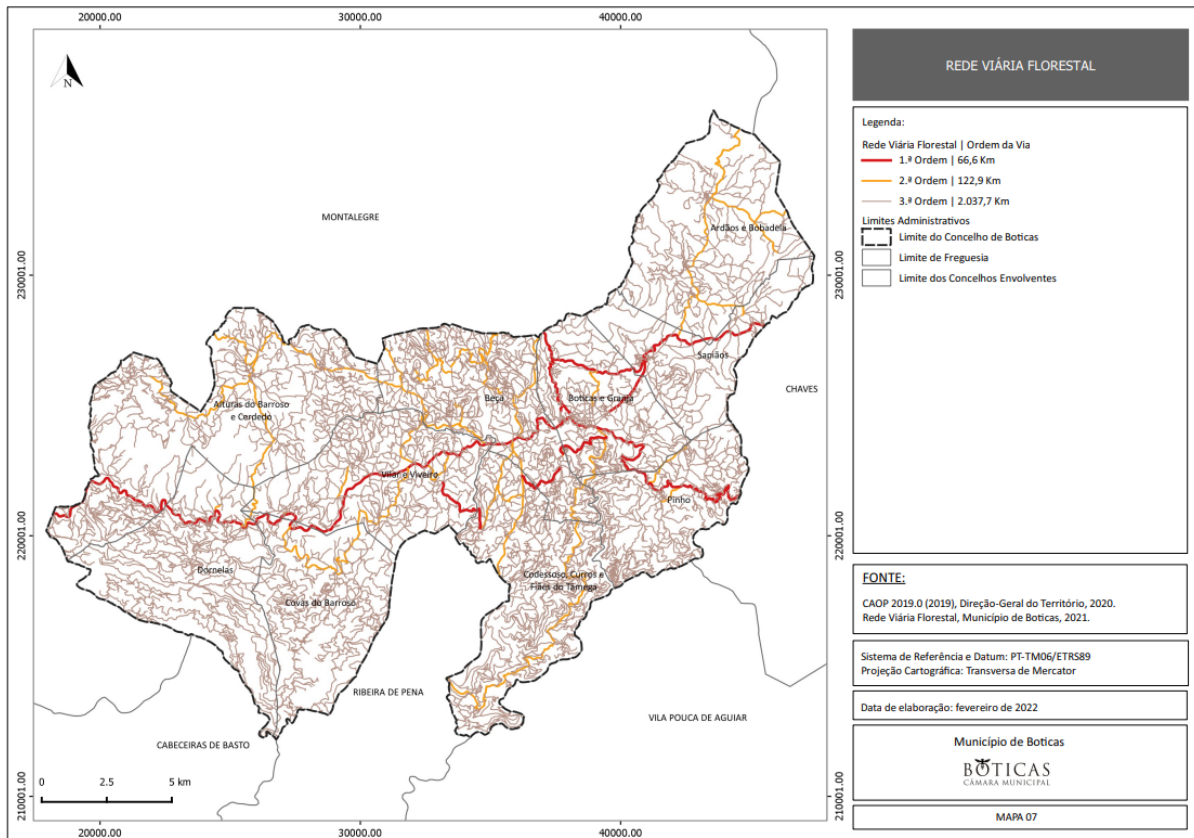 20000.00
30000.00
40000.00
N
MONTALEGRE
Ardãos e Bobadela
230001.00
230001.00
Sapiãos
CHAVES
Alturas do Barroso
e Cerdedo
Beça
Boticas e Granja
Vilar e Viveiro
Pinho
220001.00
220001.00
Dornelas
Codessoso, Curros e
Fiães do Tâmega
Covas do Barroso
RIBEIRA DE PENA
VILA POUCA DE AGUIAR
CABECEIRAS DE BASTO
0
2.5
5 km
210001.00
210001.00
20000.00
30000.00
40000.00
REDE VIÁRIA FLORESTAL
Legenda:
Rede Viária Florestal | Ordem da Via
1.ª Ordem | 66,6 Km
2.ª Ordem | 122,9 Km
3.ª Ordem | 2.037,7 Km
Limites Administrativos
Limite do Concelho de Boticas
Limite de Freguesia
Limite dos Concelhos Envolventes
FONTE:
CAOP 2019.0 (2019), Direção-Geral do Território, 2020.
Rede Viária Florestal, Município de Boticas, 2021.
Sistema de Referência e Datum: PT-TM06/ETRS89
Projeção Cartográfica: Transversa de Mercator
Data de elaboração: fevereiro de 2022
Município de Boticas
BOTICAS
CÂMARA MUNICIPAL
MAPA 07